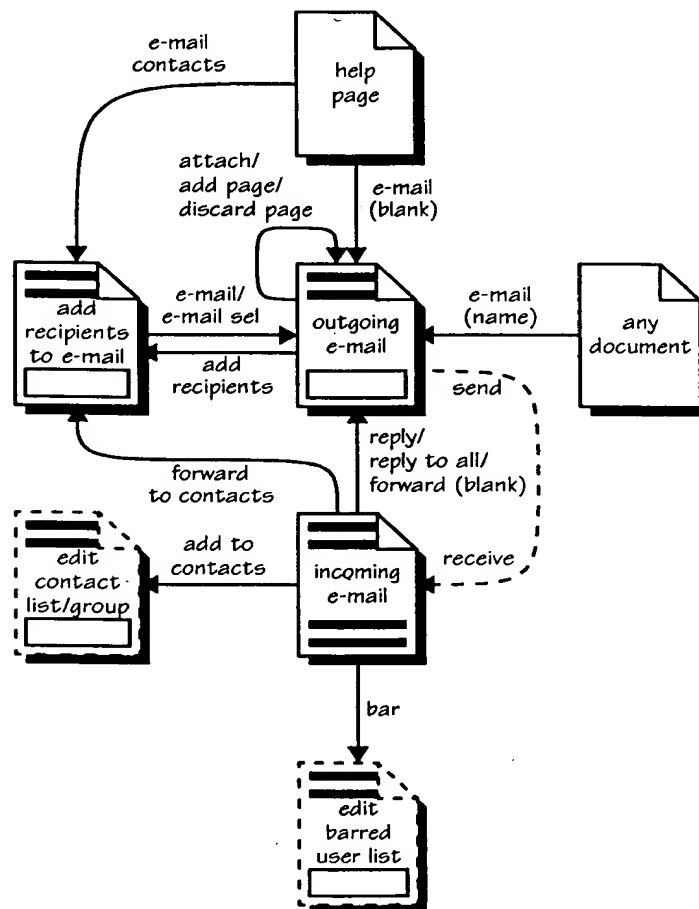 e-mail
contacts
help
page
attach/
add page/
discard page
e-mail
(blank)
add
recipients
to e-mail
e-mail/
e-mail sel
add
recipients
outgoing
e-mail
e-mail
(name)
any
document
send
reply/
reply to all/
forward (blank)
forward
to contacts
edit
contact
list/group
add to
contacts
incoming
e-mail
receive
bar
edit
barred
user list